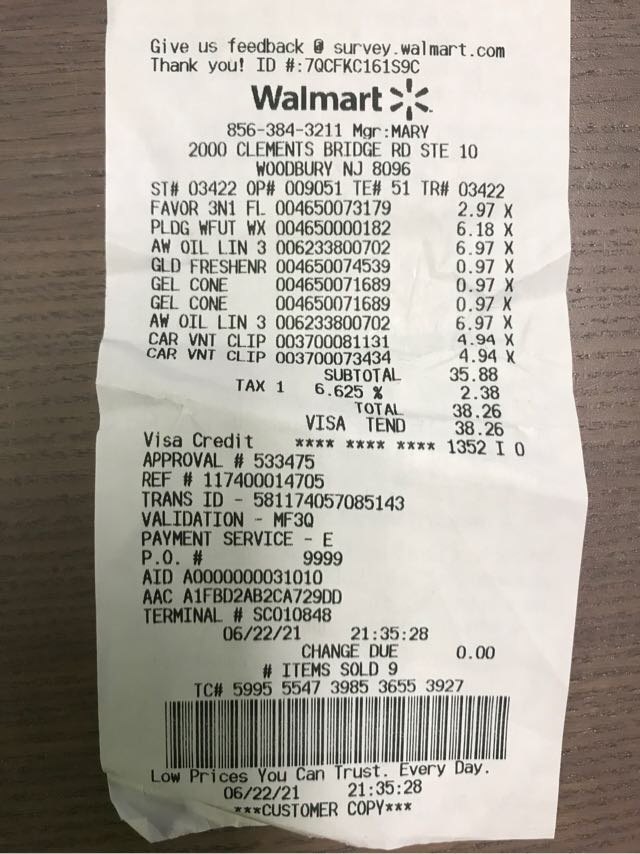 Give us feedback @ survey.walmart.com
Thank you! ID #:7QCFKC161S9C
Walmart
856-384-3211 Mgr:MARY
2000 CLEMENTS BRIDGE RD STE 10
WOODBURY NJ 8096
ST# 03422 OP# 009051 TE# 51 TR# 03422
FAVOR 3N1 FL 004650073179 2.97 X
PLDG WFUT WX 004650000182 6.18 X
AW OIL LIN 3 006233800702 6.97 X
GLD FRESHENR 004650074539 0.97 X
GEL CONE 004650071689 0.97 X
GEL CONE 004650071689 0.97 X
AW OIL LIN 3 006233800702 6.97 X
CAR VNT CLIP 003700081131 4.94 X
CAR VNT CLIP 003700073434 4.94 X
SUBTOTAL 35.88
TAX 1 6.625 % 2.38
TOTAL 38.26
VISA TEND 38.26
Visa Credit **** **** **** 1352 I 0
APPROVAL # 533475
REF # 117400014705
TRANS ID - 581174057085143
VALIDATION - MF3Q
PAYMENT SERVICE - E
P.O. # 9999
AID A0000000031010
AAC A1FBD2AB2CA729DD
TERMINAL # SC010848
06/22/21 21:35:28
CHANGE DUE 0.00
# ITEMS SOLD 9
TC# 5995 5547 3985 3655 3927
Low Prices You Can Trust. Every Day.
06/22/21 21:35:28
***CUSTOMER COPY***